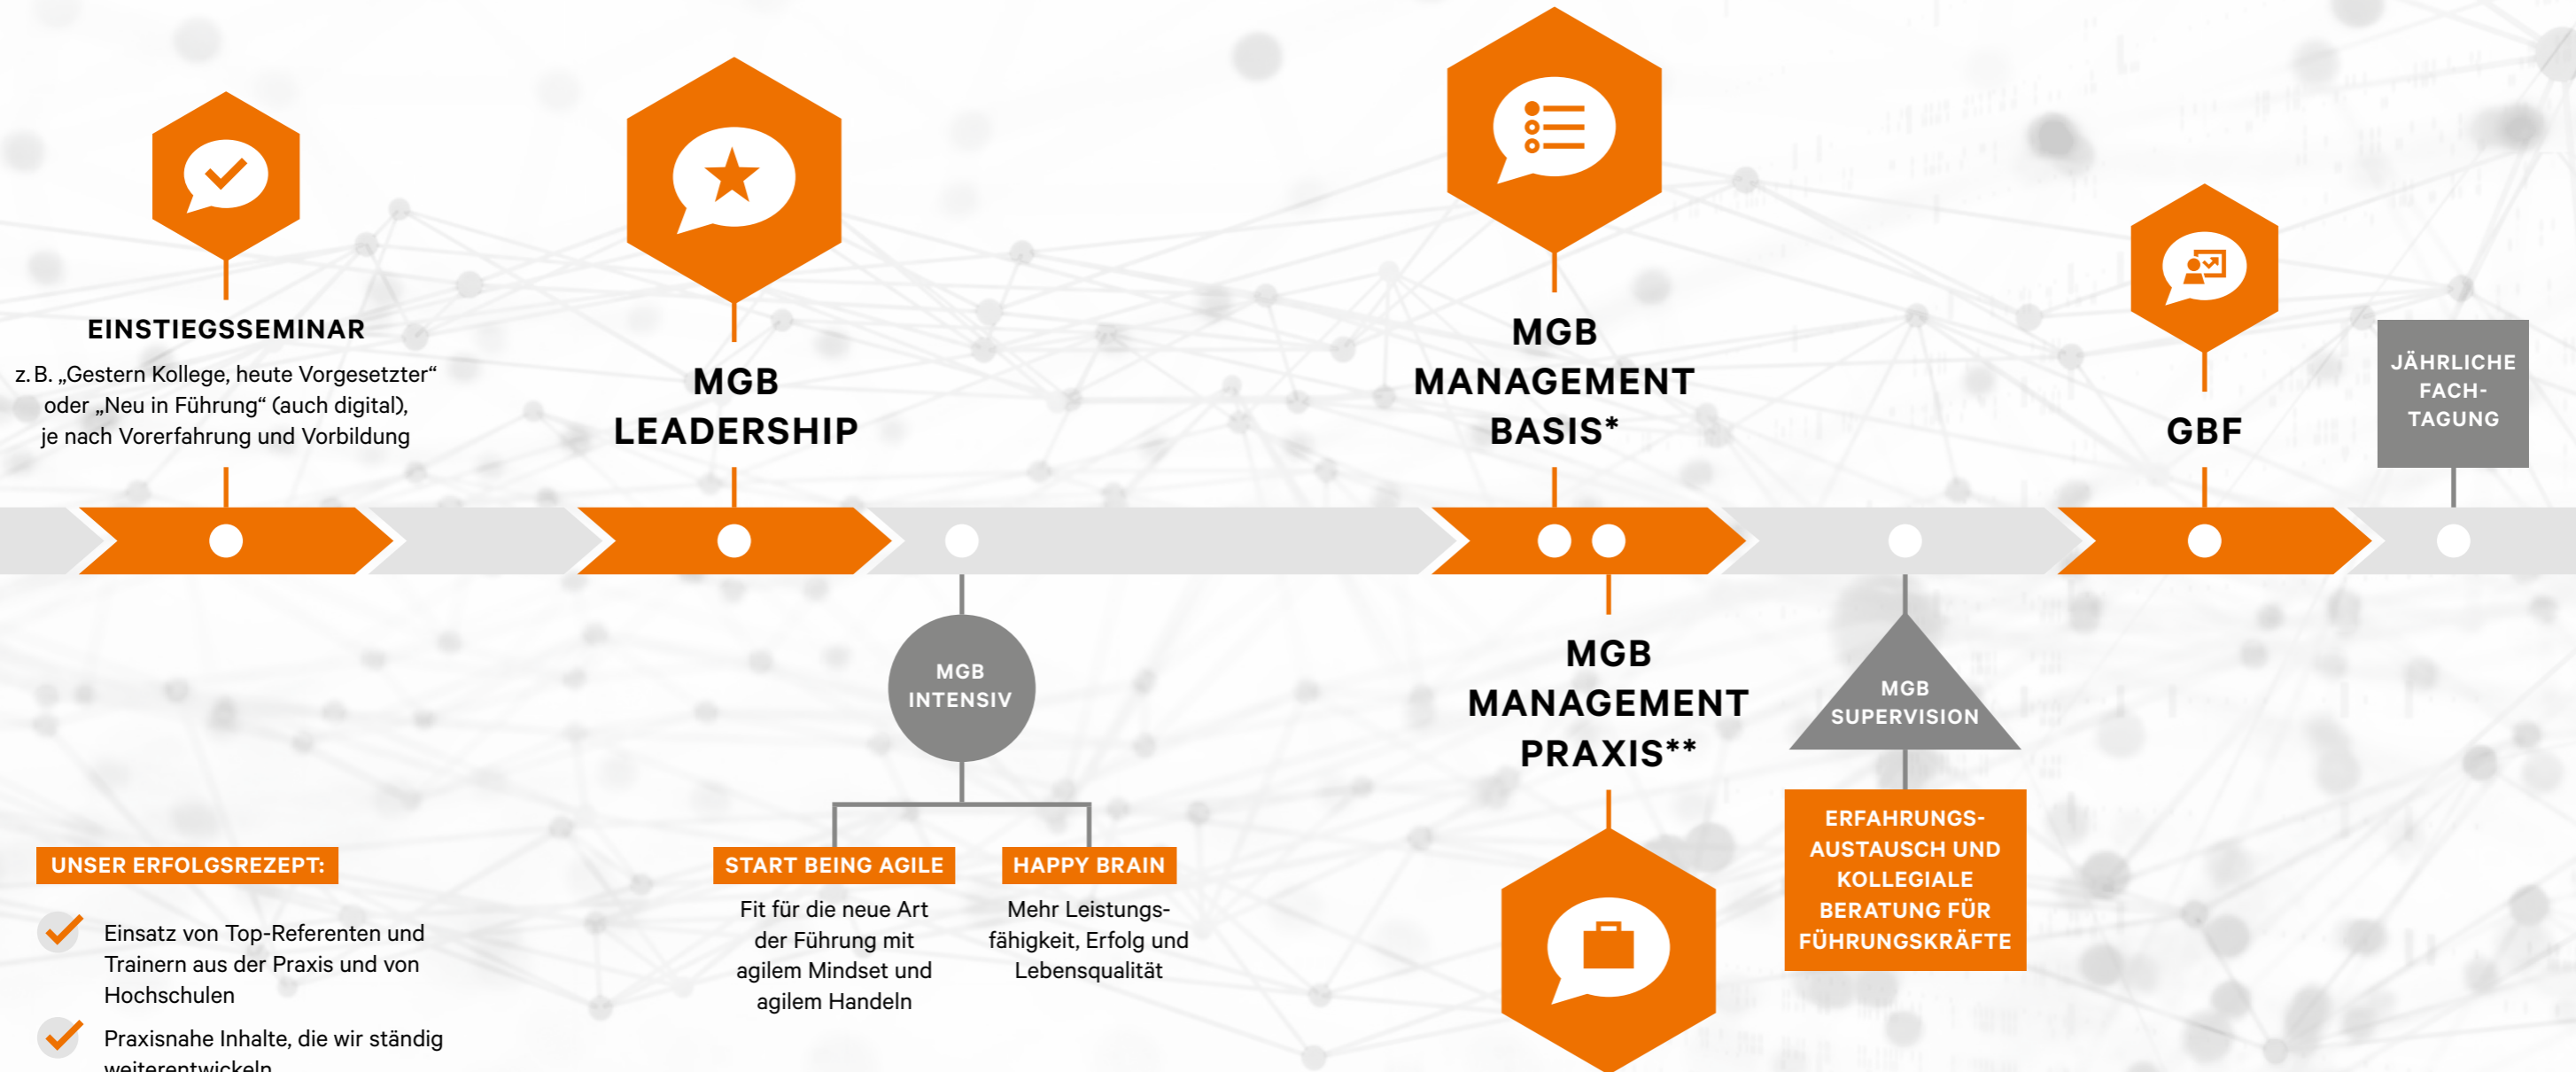 EINSTIEGSSEMINAR
z. B. „Gestern Kollege, heute Vorgesetzter“
oder „Neu in Führung“ (auch digital),
je nach Vorerfahrung und Vorbildung
MGB
LEADERSHIP
MGB
MANAGEMENT
BASIS*
GBF
JÄHRLICHE
FACH-
TAGUNG
MGB
INTENSIV
START BEING AGILE
Fit für die neue Art
der Führung mit
agilem Mindset und
agilem Handeln
HAPPY BRAIN
Mehr Leistungs-
fähigkeit, Erfolg und
Lebensqualität
MGB
MANAGEMENT
PRAXIS**
MGB
SUPERVISION
ERFAHRUNGS-
AUSTAUSCH UND
KOLLEGIALE
BERATUNG FÜR
FÜHRUNGSKRÄFTE
UNSER ERFOLGSREZEPT:
Einsatz von Top-Referenten und
Trainern aus der Praxis und von
Hochschulen
Praxisnahe Inhalte, die wir ständig
weiterentwickeln